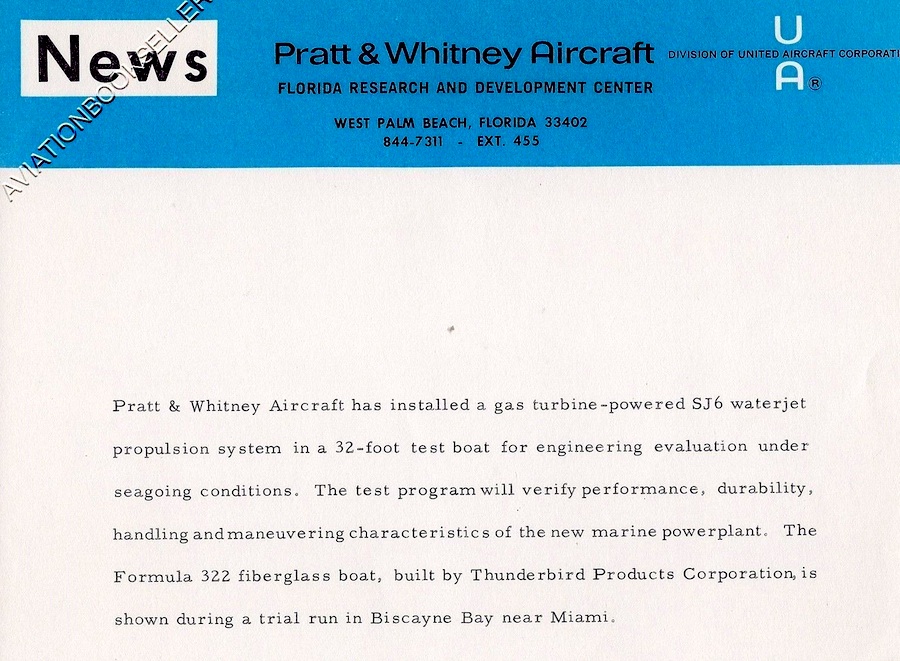 News
Pratt & Whitney Aircraft
DIVISION OF UNITED AIRCRAFT CORPORATI
U
A ®
FLORIDA RESEARCH AND DEVELOPMENT CENTER
WEST PALM BEACH, FLORIDA 33402
844-7311 - EXT. 455
AVIATIONBOOKSELLER
Pratt & Whitney Aircraft has installed a gas turbine-powered SJ6 waterjet
propulsion system in a 32-foot test boat for engineering evaluation under
seagoing conditions. The test program will verify performance, durability,
handling and maneuvering characteristics of the new marine powerplant. The
Formula 322 fiberglass boat, built by Thunderbird Products Corporation, is
shown during a trial run in Biscayne Bay near Miami.